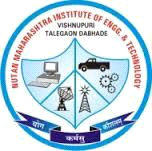 NUTAN MAHARASHTRA INSTITUTE OF ENGG. & TECHNOLOGY
VISHNUPURI
TALEGAON DABHADE
योगः कर्मसु कौशलम्